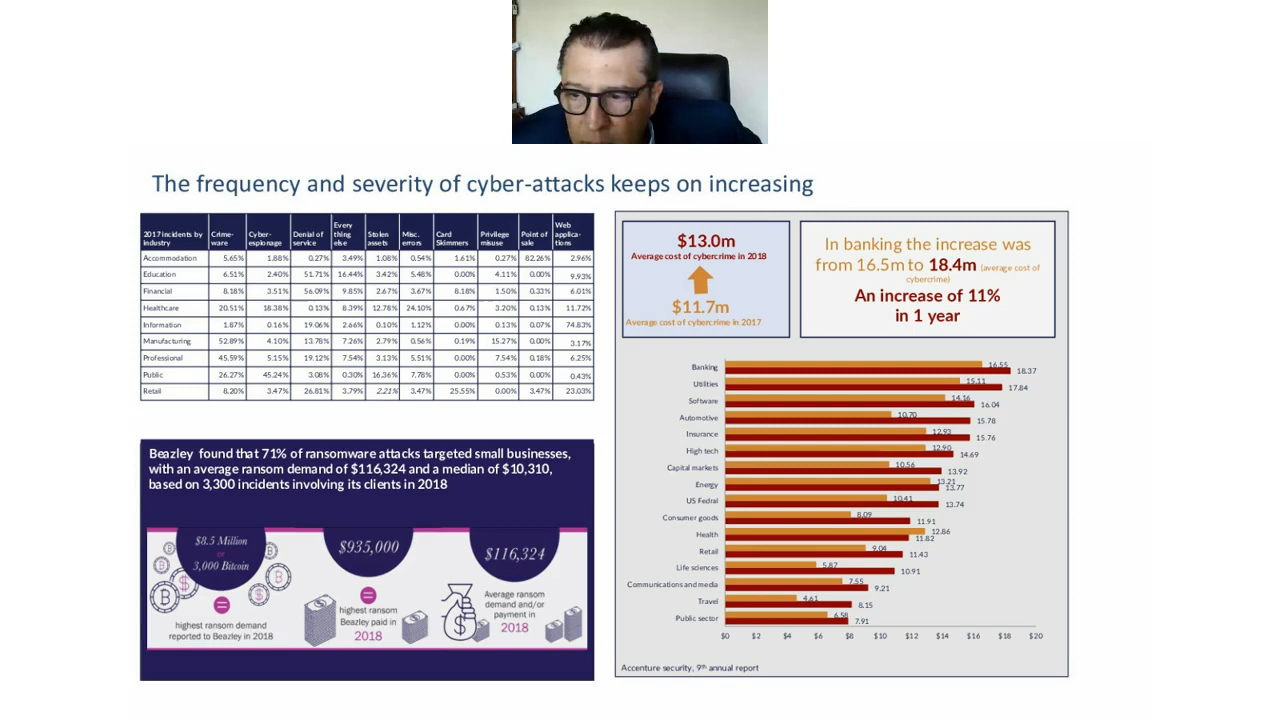 The frequency and severity of cyber-attacks keeps on increasing
2017 incidents by industry Crime-ware Cyber-espionage Denial of service Every thing else Stolen assets Misc. errors Card Skimmers Privilege misuse Point of sale Web applica-tions
Accommodation 5.65% 1.88% 0.27% 3.49% 1.08% 0.54% 1.61% 0.27% 82.26% 2.96%
Education 6.51% 2.40% 51.71% 16.44% 3.42% 5.48% 0.00% 4.11% 0.00% 9.93%
Financial 8.18% 3.51% 56.09% 9.85% 2.67% 3.67% 8.18% 1.50% 0.33% 6.01%
Healthcare 20.51% 18.38% 0.13% 8.39% 12.78% 24.10% 0.67% 3.20% 0.13% 11.72%
Information 1.87% 0.16% 19.06% 2.66% 0.10% 1.12% 0.00% 0.13% 0.07% 74.83%
Manufacturing 52.89% 4.10% 13.78% 7.26% 2.79% 0.56% 0.19% 15.27% 0.00% 3.17%
Professional 45.59% 5.15% 19.12% 7.54% 3.13% 5.51% 0.00% 7.54% 0.18% 6.25%
Public 26.27% 45.24% 3.08% 0.30% 16.36% 7.78% 0.00% 0.53% 0.00% 0.43%
Retail 8.20% 3.47% 26.81% 3.79% 2.21% 3.47% 25.55% 0.00% 3.47% 23.03%
Beazley found that 71% of ransomware attacks targeted small businesses,
with an average ransom demand of $116,324 and a median of $10,310,
based on 3,300 incidents involving its clients in 2018
$8.5 Million
or
3,000 Bitcoin
highest ransom demand
reported to Beazley in 2018
$935,000
highest ransom
Beazley paid in
2018
$116,324
Average ransom
demand and/or
payment in
2018
$13.0m
Average cost of cybercrime in 2018
$11.7m
Average cost of cybercrime in 2017
In banking the increase was
from 16.5m to 18.4m (average cost of
cybercrime)
An increase of 11%
in 1 year
Banking 16.55 18.37
Utilities 15.11 17.84
Software 14.16 16.04
Automotive 10.70 15.78
Insurance 12.93 15.76
High tech 12.90 14.69
Capital markets 10.56 13.92
Energy 13.21 13.77
US Fedral 10.41 13.74
Consumer goods 8.09 11.91
Health 12.86 11.82
Retail 9.04 11.43
Life sciences 5.87 10.91
Communications and media 7.55 9.21
Travel 4.61 8.15
Public sector 6.58 7.91
$0 $2 $4 $6 $8 $10 $12 $14 $16 $18 $20
Accenture security, 9th annual report